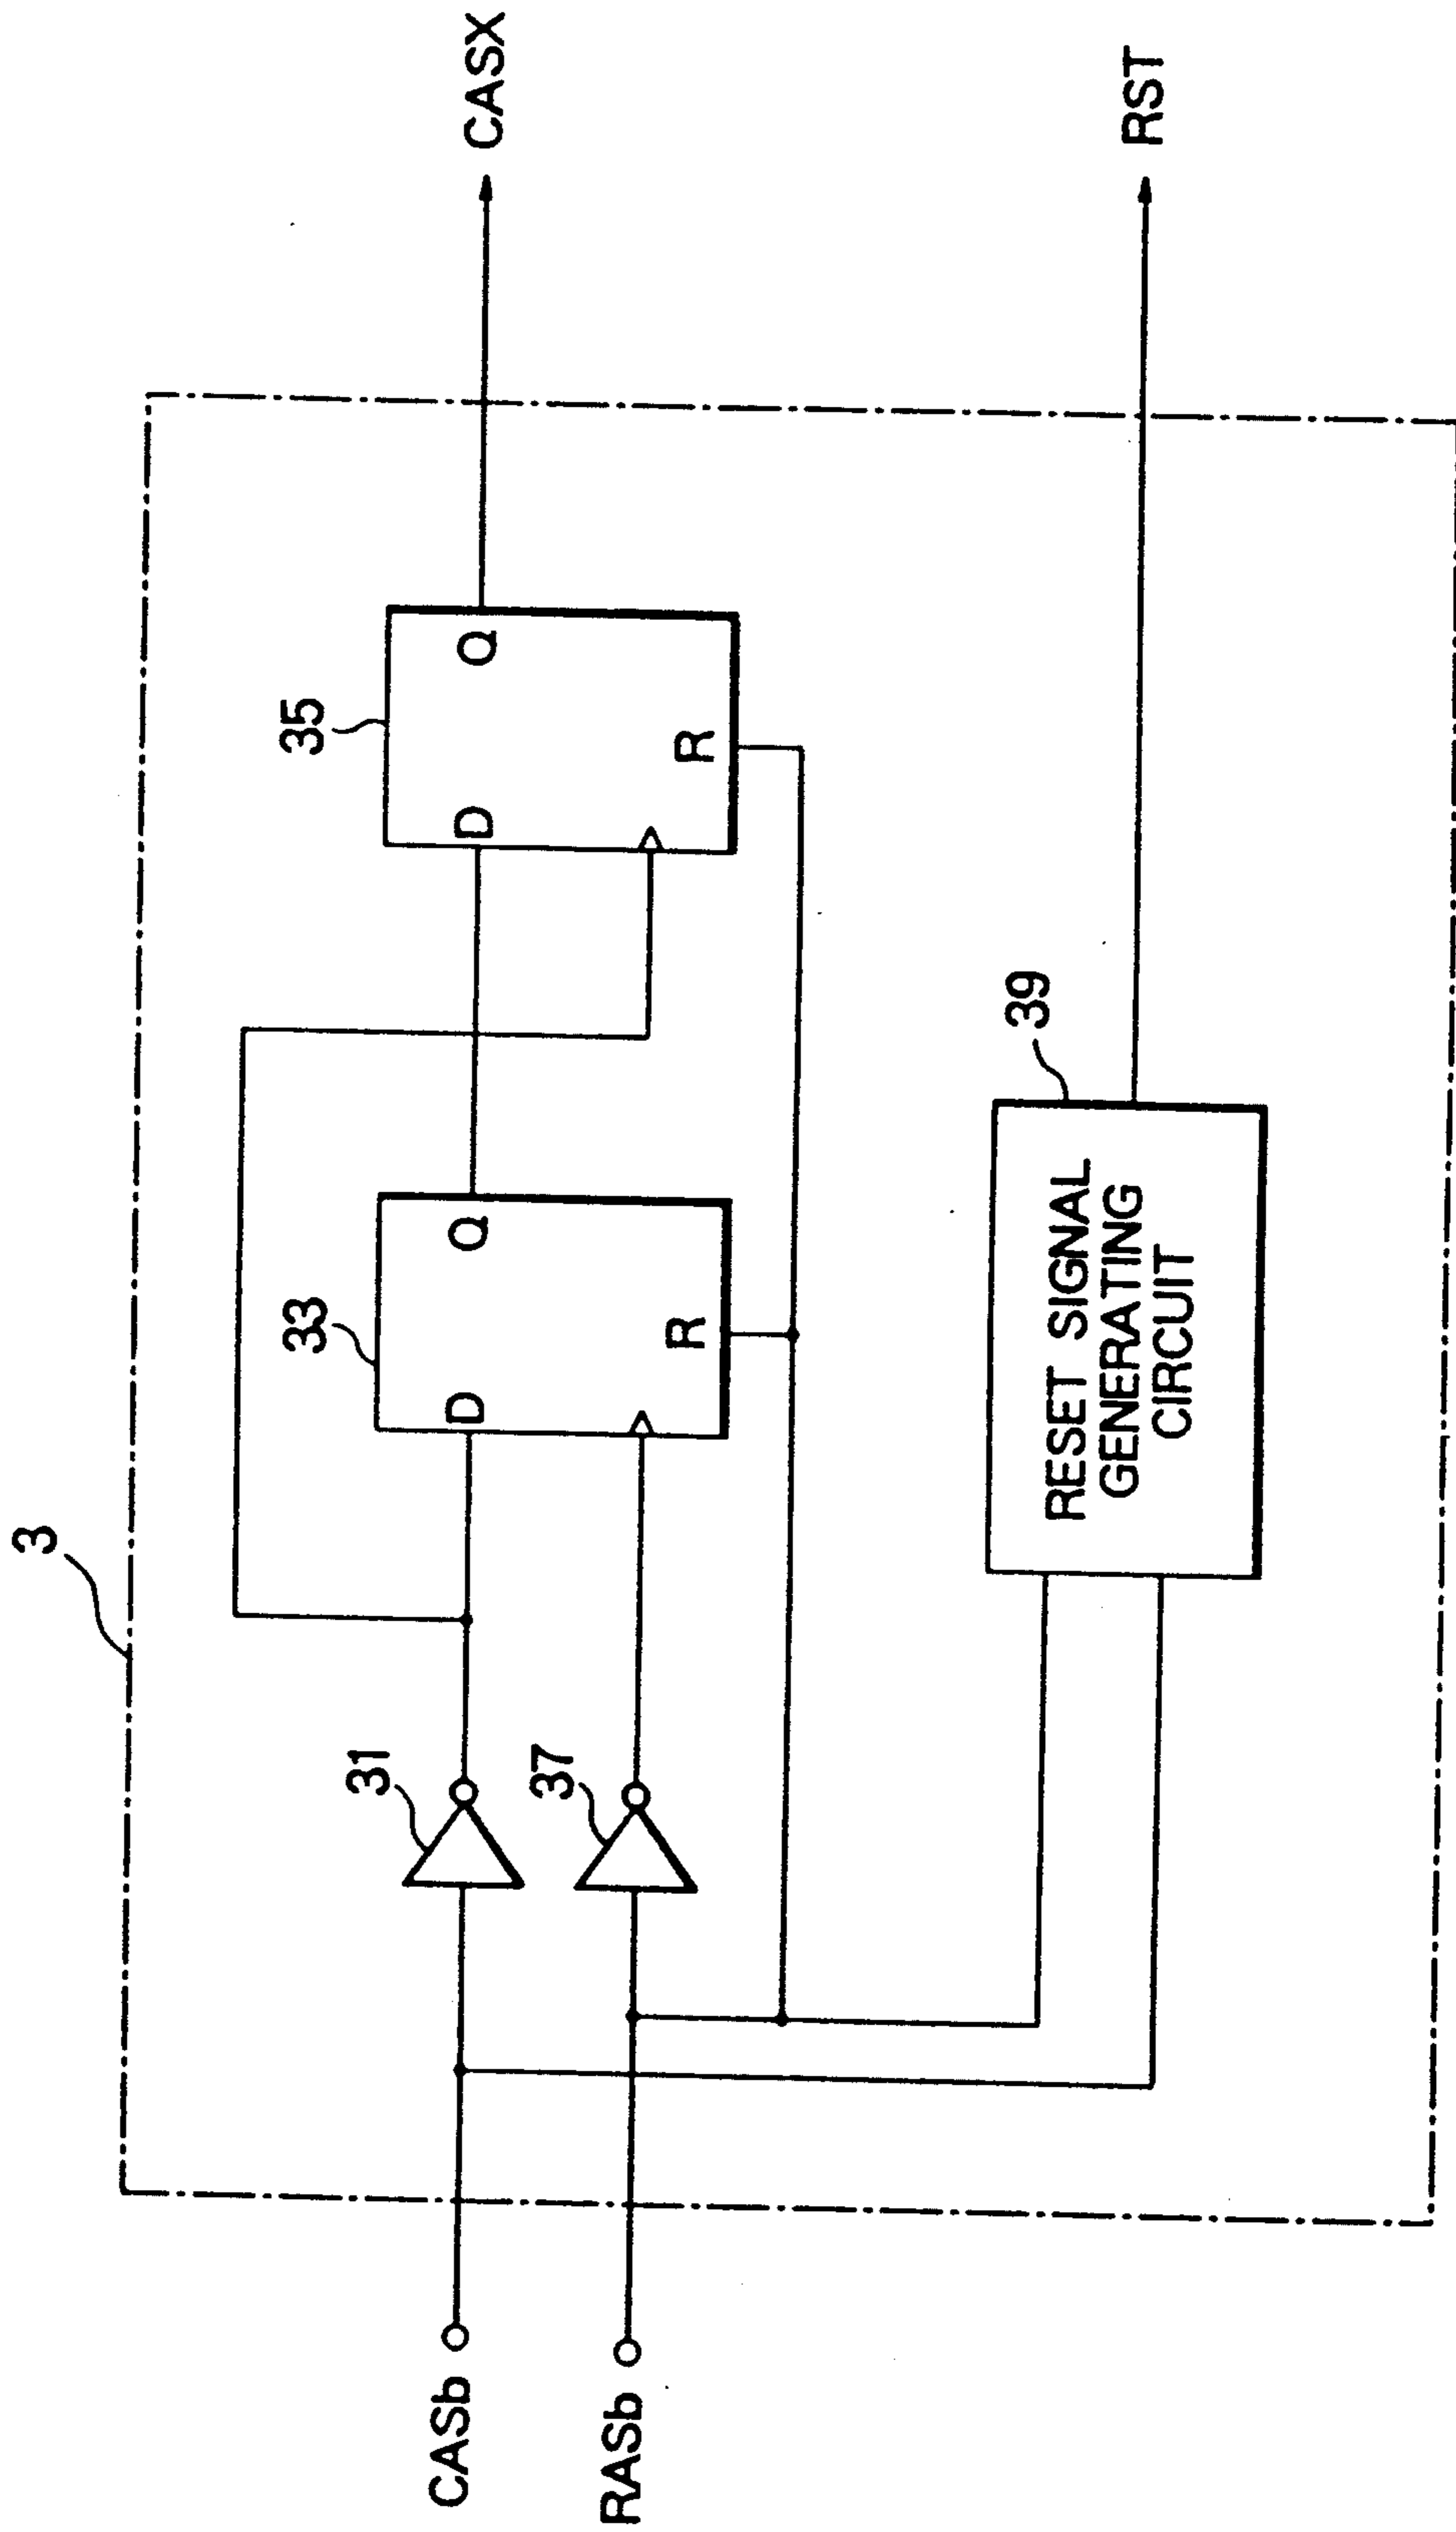 3
CASb
RASb
31
37
33
D
Q
R
35
D
Q
R
39
RESET SIGNAL
GENERATING
CIRCUIT
CASX
RST